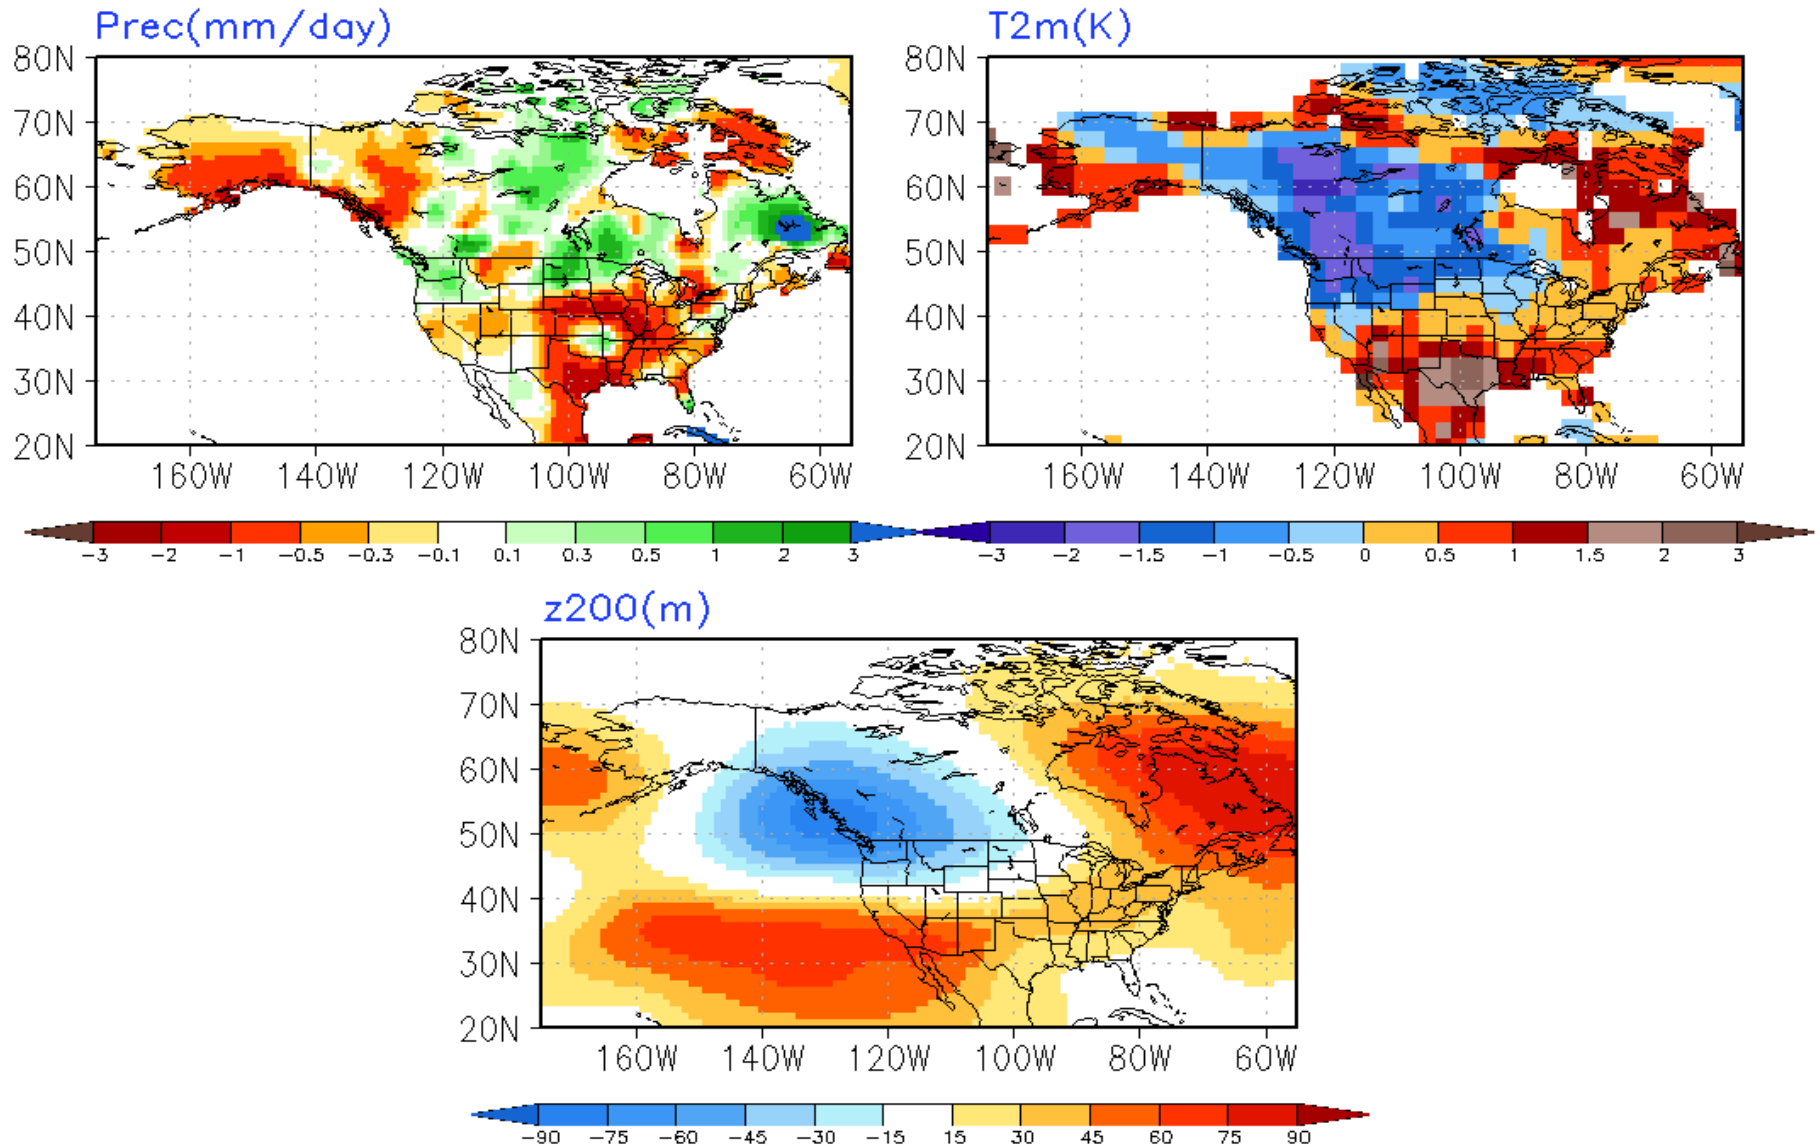 Prec(mm/day)
T2m(K)
80N
70N
60N
50N
40N
30N
20N
160W 140W 120W 100W 80W 60W
80N
70N
60N
50N
40N
30N
20N
160W 140W 120W 100W 80W 60W
-3 -2 -1 -0.5 -0.3 -0.1 0.1 0.3 0.5 1 2 3
-3 -2 -1.5 -1 -0.5 0 0.5 1 1.5 2 3
z200(m)
80N
70N
60N
50N
40N
30N
20N
160W 140W 120W 100W 80W 60W
-90 -75 -60 -45 -30 -15 15 30 45 60 75 90